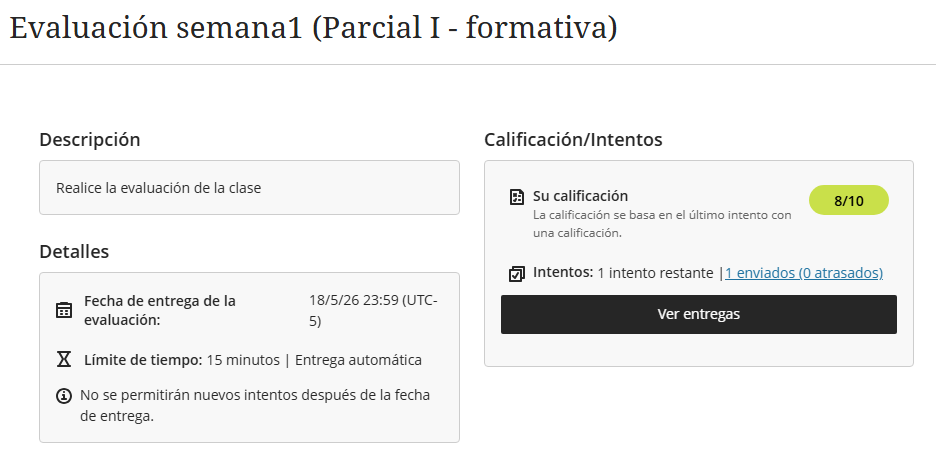 Evaluación semana1 (Parcial I - formativa)
Descripción
Realice la evaluación de la clase
Detalles
Fecha de entrega de la evaluación:
18/5/26 23:59 (UTC-5)
Límite de tiempo: 15 minutos | Entrega automática
No se permitirán nuevos intentos después de la fecha
de entrega.
Calificación/Intentos
Su calificación
8/10
La calificación se basa en el último intento con
una calificación.
Intentos: 1 intento restante |1 enviados (0 atrasados)
Ver entregas